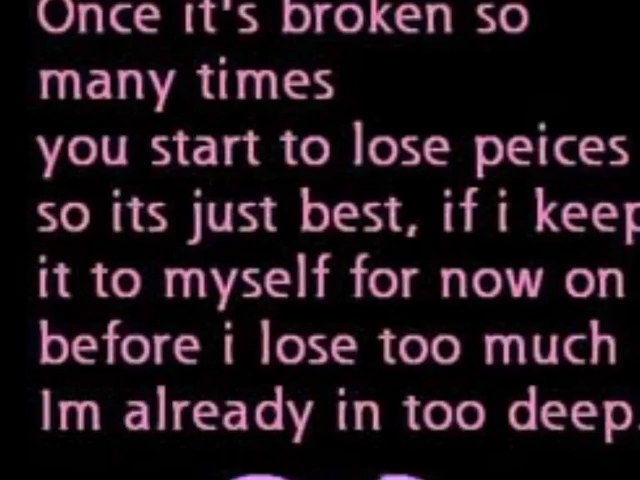 Once it's broken so
many times
you start to lose peices
so its just best, if i keep
it to myself for now on
before i lose too much
Im already in too deep.